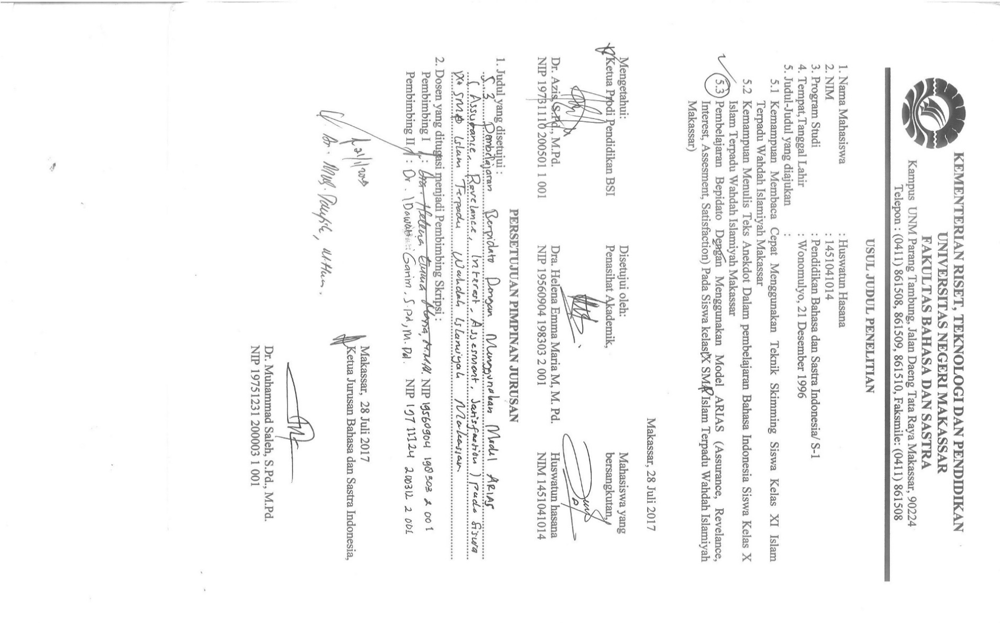 KEMENTERIAN RISET, TEKNOLOGI DAN PENDIDIKAN
UNIVERSITAS NEGERI MAKASSAR
FAKULTAS BAHASA DAN SASTRA
Kampus UNM Parang Tambung, Jalan Daeng Tata Raya Makassar, 90224
Telepon : (0411) 861508, 861509, 861510, Faksmile: (0411) 861508
USUL JUDUL PENELITIAN
1. Nama Mahasiswa : Huswatun Hasana
2. NIM : 1451041014
3. Program Studi : Pendidikan Bahasa dan Sastra Indonesia/ S-1
4. Tempat,Tanggal Lahir : Wonomulyo, 21 Desember 1996
5. Judul-Judul yang diajukan :
5.1 Kemampuan Membaca Cepat Menggunakan Teknik Skimming Siswa Kelas XI Islam
Terpadu Wahdah Islamiyah Makassar
5.2 Kemampuan Menulis Teks Anekdot Dalam pembelajaran Bahasa Indonesia Siswa Kelas X
Islam Terpadu Wahdah Islamiyah Makassar
5.3 Pembelajaran Bepidato Dengan Menggunakan Model ARIAS (Assurance, Revelance,
Interest, Assesment, Satisfaction) Pada Siswa kelas IX SMP Islam Terpadu Wahdah Islamiyah
Makassar)
Makassar, 28 Juli 2017
Mengetahui: Disetujui oleh: Mahasiswa yang
Ketua Prodi Pendidikan BSI Penasihat Akademik, bersangkutan,
Dr. Azis, S.Pd., M.Pd. Dra. Helena Emma Maria M, M. Pd. Huswatun hasana
NIP 19731110 200501 1 001 NIP 19560904 198303 2 001 NIM 1451041014
PERSETUJUAN PIMPINAN JURUSAN
1. Judul yang disetujui :
5.3 Pembelajaran Berpidato Dengan Menggunakan Model ARIAS
( Assurance, Revelance, Interest, Assesment, Satisfaction ) pada Siswa
IX SMP Islam Terpadu Wahdah Islamiyah Makassar
2. Dosen yang ditugasi menjadi Pembimbing Skripsi :
Pembimbing I : Dra. Helena Emma Maria, M.Pd. NIP 19560904 198303 2 001
Pembimbing II : Dr. Garim, S.Pd, M.Pd. NIP 19711124 200312 2 001
Makassar, 28 Juli 2017
Ketua Jurusan Bahasa dan Sastra Indonesia,
Dr. Muhammad Saleh, S.Pd., M.Pd.
NIP 19751231 200003 1 001